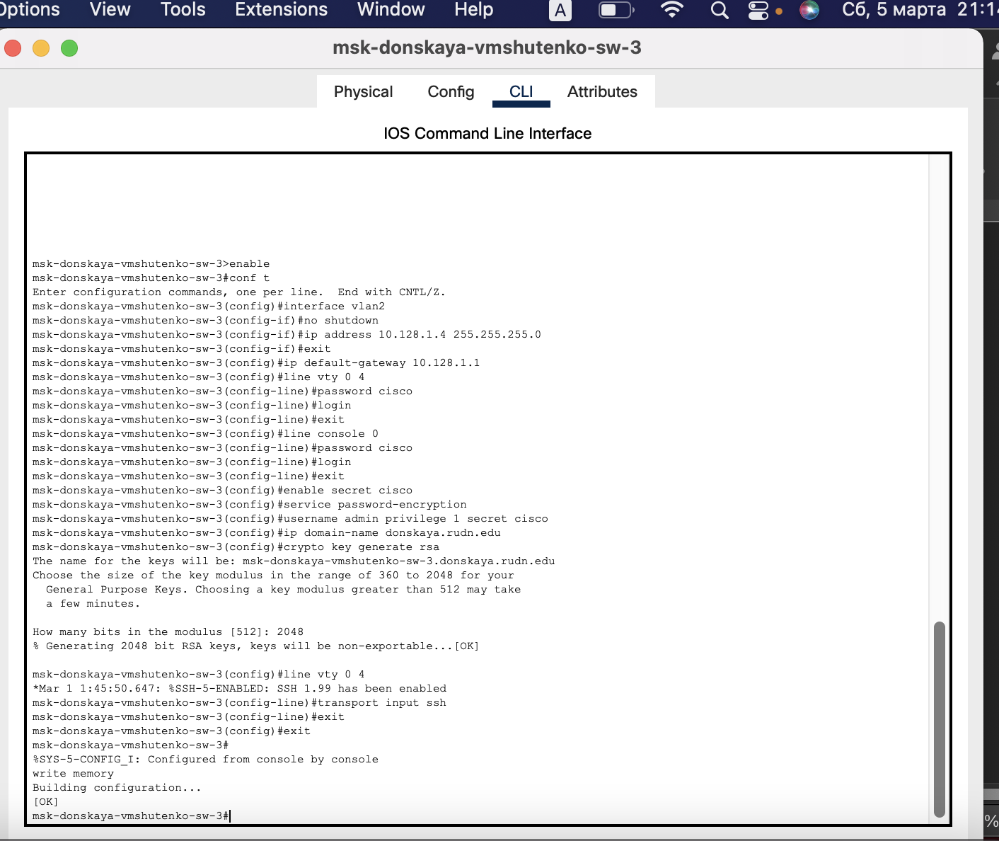 Options View Tools Extensions Window Help A Сб, 5 марта 21:1
msk-donskaya-vmshutenko-sw-3
Physical Config CLI Attributes
IOS Command Line Interface
msk-donskaya-vmshutenko-sw-3>enable
msk-donskaya-vmshutenko-sw-3#conf t
Enter configuration commands, one per line.  End with CNTL/Z.
msk-donskaya-vmshutenko-sw-3(config)#interface vlan2
msk-donskaya-vmshutenko-sw-3(config-if)#no shutdown
msk-donskaya-vmshutenko-sw-3(config-if)#ip address 10.128.1.4 255.255.255.0
msk-donskaya-vmshutenko-sw-3(config-if)#exit
msk-donskaya-vmshutenko-sw-3(config)#ip default-gateway 10.128.1.1
msk-donskaya-vmshutenko-sw-3(config)#line vty 0 4
msk-donskaya-vmshutenko-sw-3(config-line)#password cisco
msk-donskaya-vmshutenko-sw-3(config-line)#login
msk-donskaya-vmshutenko-sw-3(config-line)#exit
msk-donskaya-vmshutenko-sw-3(config)#line console 0
msk-donskaya-vmshutenko-sw-3(config-line)#password cisco
msk-donskaya-vmshutenko-sw-3(config-line)#login
msk-donskaya-vmshutenko-sw-3(config-line)#exit
msk-donskaya-vmshutenko-sw-3(config)#enable secret cisco
msk-donskaya-vmshutenko-sw-3(config)#service password-encryption
msk-donskaya-vmshutenko-sw-3(config)#username admin privilege 1 secret cisco
msk-donskaya-vmshutenko-sw-3(config)#ip domain-name donskaya.rudn.edu
msk-donskaya-vmshutenko-sw-3(config)#crypto key generate rsa
The name for the keys will be: msk-donskaya-vmshutenko-sw-3.donskaya.rudn.edu
Choose the size of the key modulus in the range of 360 to 2048 for your
General Purpose Keys. Choosing a key modulus greater than 512 may take
a few minutes.
How many bits in the modulus [512]: 2048
% Generating 2048 bit RSA keys, keys will be non-exportable...[OK]
msk-donskaya-vmshutenko-sw-3(config)#line vty 0 4
*Mar 1 1:45:50.647: %SSH-5-ENABLED: SSH 1.99 has been enabled
msk-donskaya-vmshutenko-sw-3(config-line)#transport input ssh
msk-donskaya-vmshutenko-sw-3(config-line)#exit
msk-donskaya-vmshutenko-sw-3(config)#exit
msk-donskaya-vmshutenko-sw-3#
%SYS-5-CONFIG_I: Configured from console by console
write memory
Building configuration...
[OK]
msk-donskaya-vmshutenko-sw-3#
%